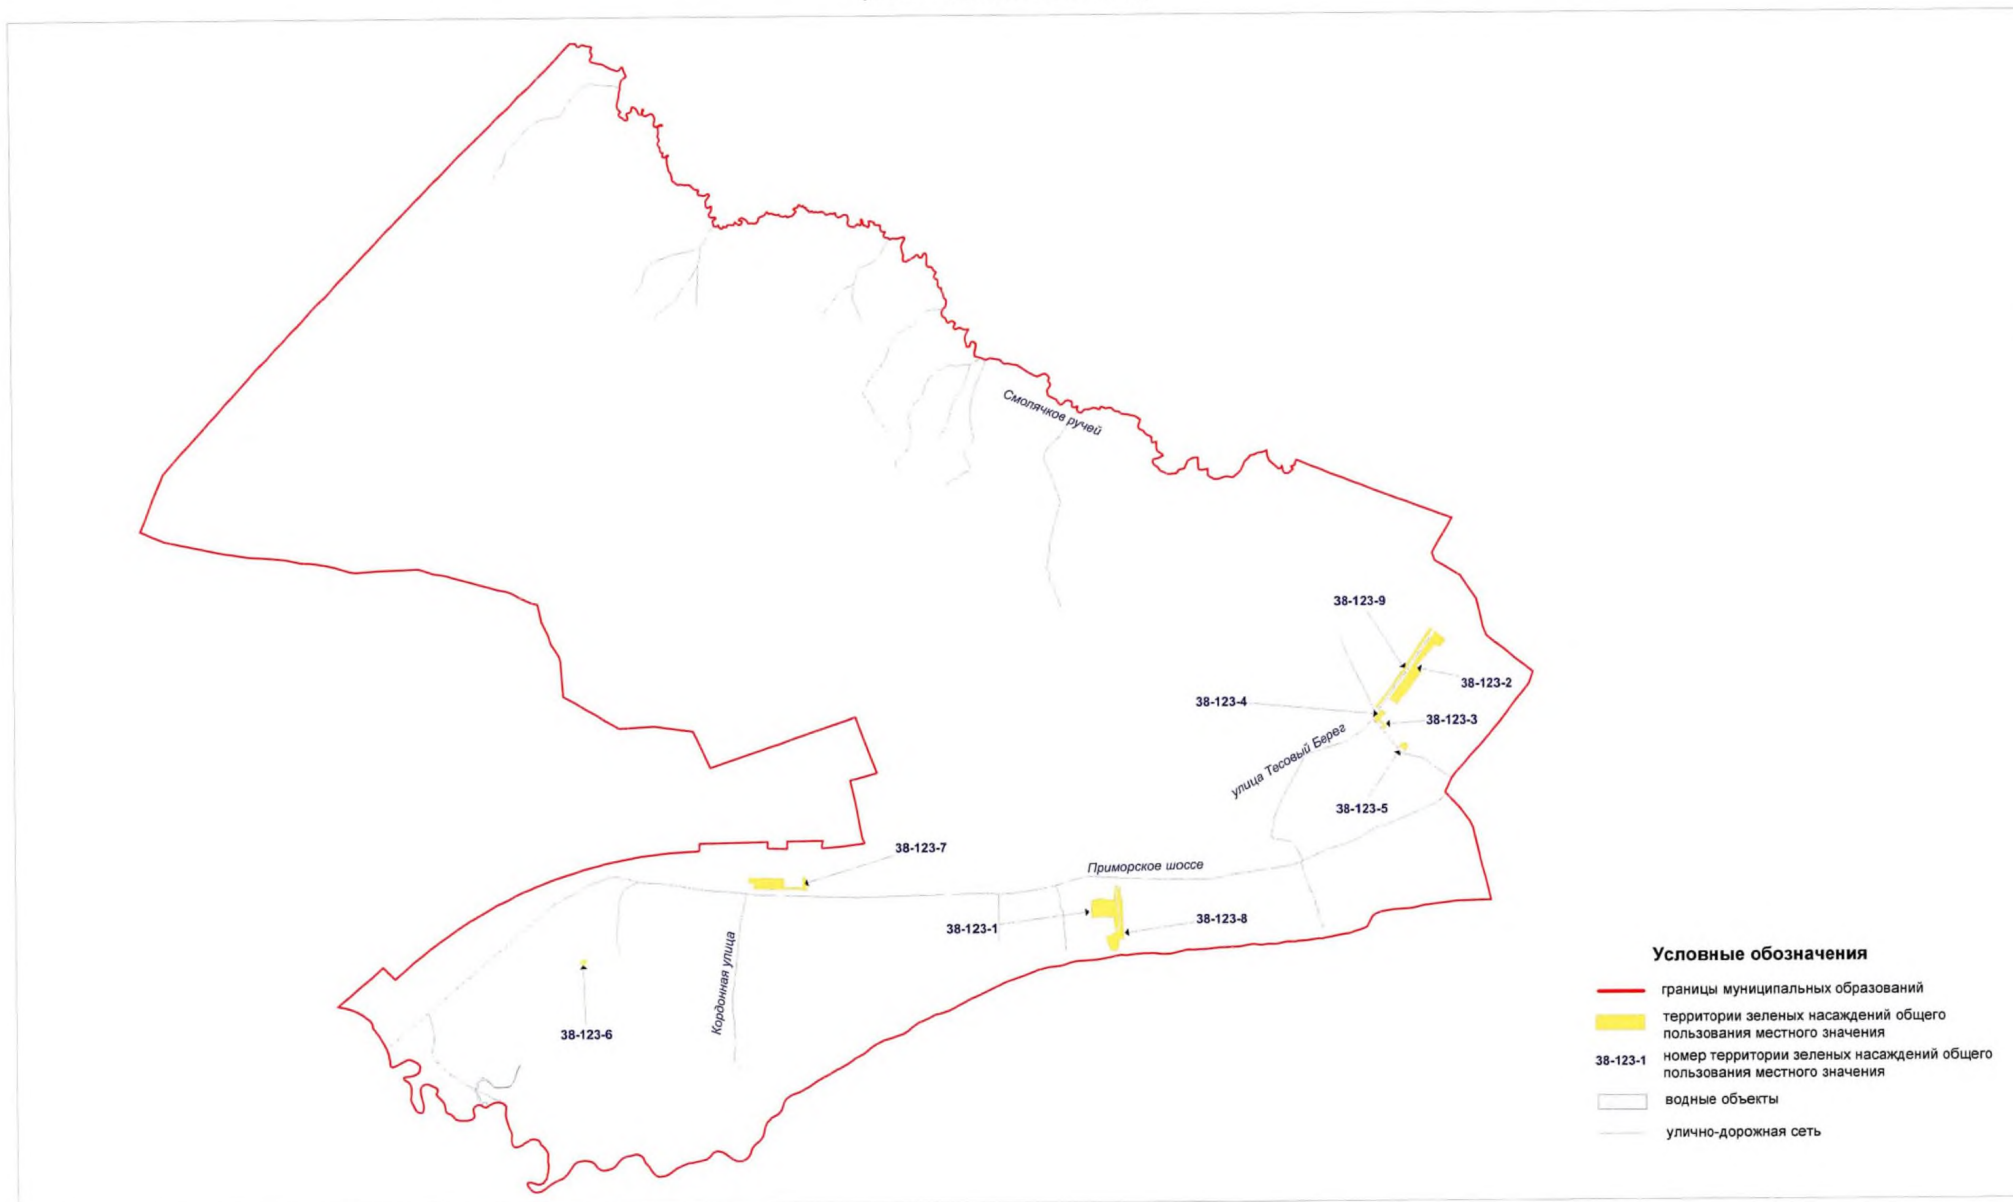 Смолячков ручей
38-123-9
38-123-2
38-123-4
38-123-3
улица Тесовый Берег
38-123-5
38-123-7
Приморское шоссе
38-123-1
38-123-8
Кордонная улица
38-123-6
Условные обозначения
границы муниципальных образований
территории зеленых насаждений общего
пользования местного значения
38-123-1 номер территории зеленых насаждений общего
пользования местного значения
водные объекты
улично-дорожная сеть